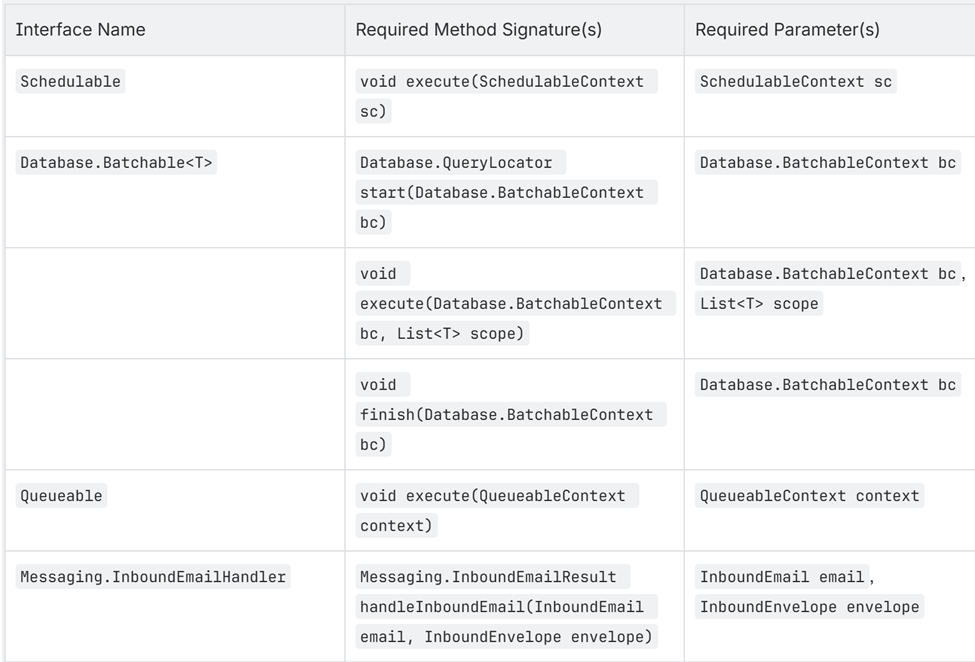 Interface Name
Required Method Signature(s)
Required Parameter(s)
Schedulable
void execute(SchedulableContext
sc)
SchedulableContext sc
Database.Batchable<T>
Database.QueryLocator
start(Database.BatchableContext
bc)
Database.BatchableContext bc
void
execute(Database.BatchableContext
bc, List<T> scope)
Database.BatchableContext bc,
List<T> scope
void
finish(Database.BatchableContext
bc)
Database.BatchableContext bc
Queueable
void execute(QueueableContext
context)
QueueableContext context
Messaging.InboundEmailHandler
Messaging.InboundEmailResult
handleInboundEmail(InboundEmail
email, InboundEnvelope envelope)
InboundEmail email,
InboundEnvelope envelope